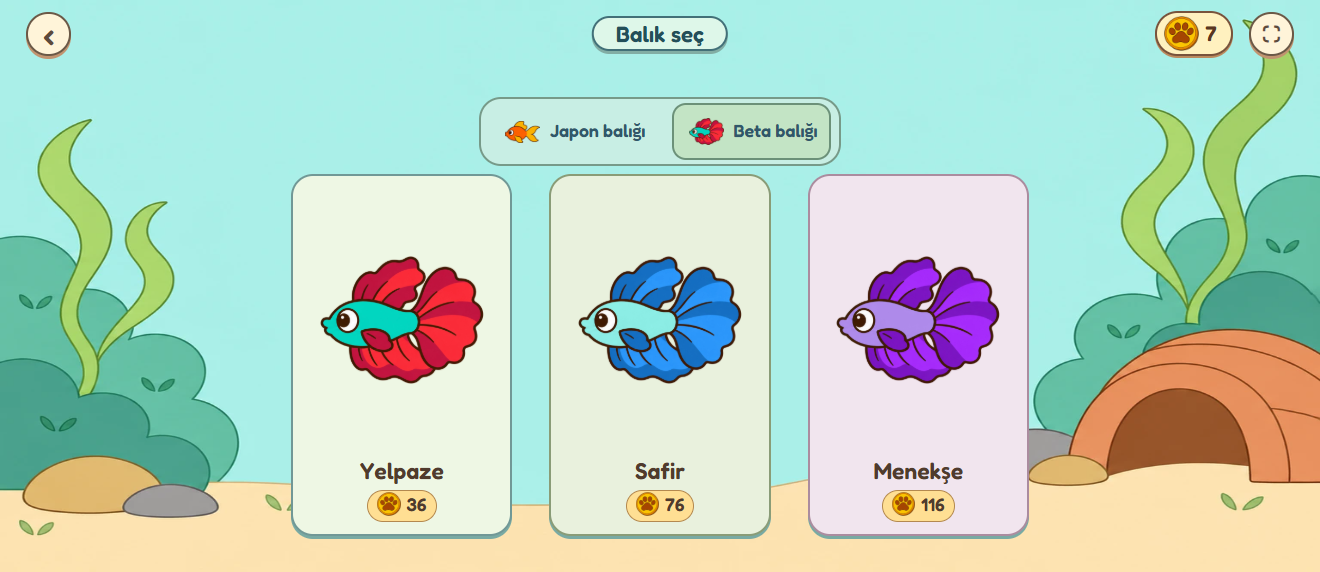 Balık seç
7
Japon balığı
Beta balığı
Yelpaze
36
Safir
76
Menekşe
116